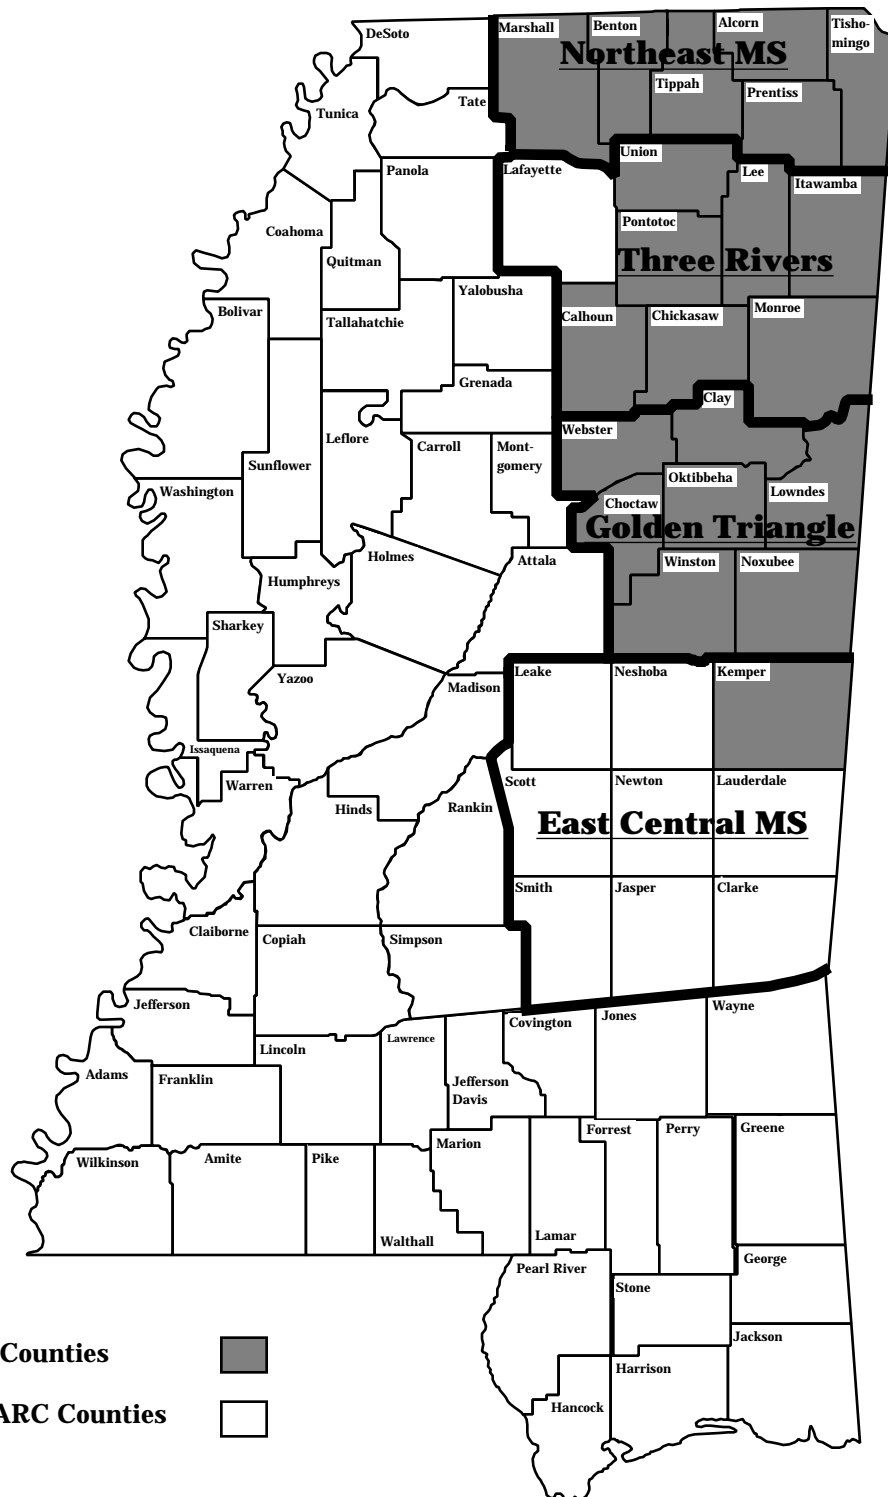 DeSoto
Marshall
Benton
Alcorn
Tisho-
mingo
Northeast MS
Tippah
Prentiss
Tate
Tunica
Union
Panola
Lafayette
Lee
Itawamba
Pontotoc
Coahoma
Quitman
Three Rivers
Yalobusha
Bolivar
Tallahatchie
Calhoun
Chickasaw
Monroe
Grenada
Clay
Webster
Leflore
Carroll
Mont-
gomery
Sunflower
Oktibbeha
Washington
Lowndes
Choctaw
Golden Triangle
Holmes
Attala
Winston
Noxubee
Humphreys
Sharkey
Yazoo
Madison
Leake
Neshoba
Kemper
Issaquena
Warren
Scott
Newton
Lauderdale
Hinds
Rankin
East Central MS
Smith
Jasper
Clarke
Claiborne
Copiah
Simpson
Jefferson
Wayne
Jones
Covington
Lawrence
Lincoln
Adams
Franklin
Jefferson
Davis
Forrest
Perry
Greene
Marion
Wilkinson
Amite
Pike
Walthall
Lamar
George
Pearl River
Stone
Jackson
Counties
Harrison
ARC Counties
Hancock